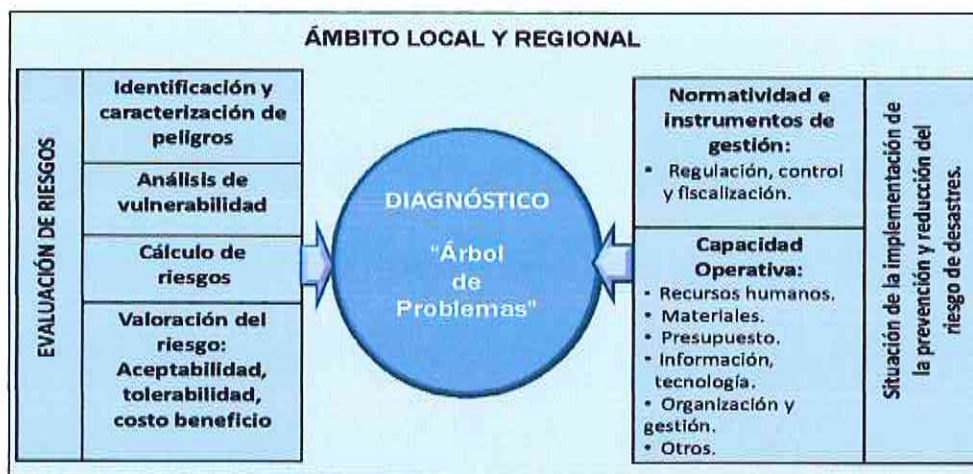 ÁMBITO LOCAL Y REGIONAL
EVALUACIÓN DE RIESGOS
Identificación y
caracterización de
peligros
Análisis de
vulnerabilidad
Cálculo de
riesgos
Valoración del
riesgo:
Aceptabilidad,
tolerabilidad,
costo beneficio
DIAGNÓSTICO
"Árbol
de
Problemas"
Normatividad e
instrumentos de
gestión:
• Regulación, control
y fiscalización.
Capacidad
Operativa:
• Recursos humanos.
• Materiales.
• Presupuesto.
• Información,
tecnología.
• Organización y
gestión.
• Otros.
Situación de la implementación de
la prevención y reducción del
riesgo de desastres.